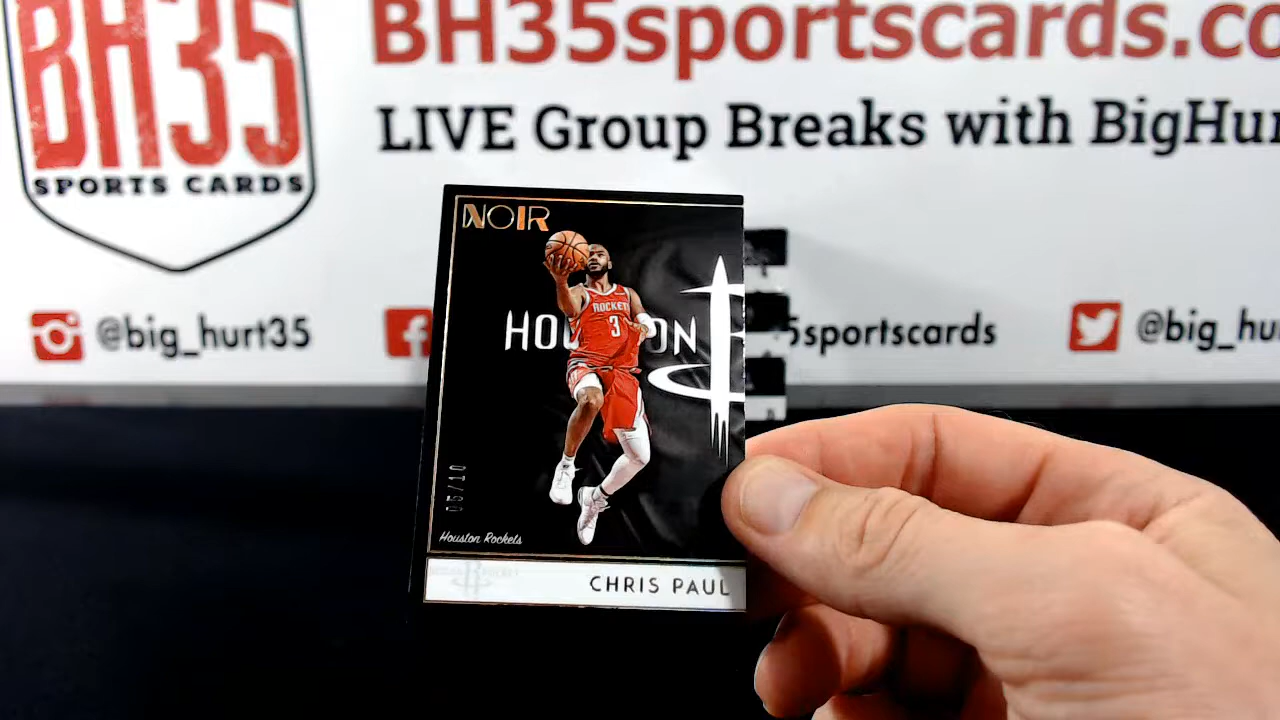 BH35
SPORTS CARDS
BH35sportscards.co
LIVE Group Breaks with BigHur
@big_hurt35
5sportscards
@big_hu
NOIR
HOU ON
ROCKETS
3
05/10
Houston Rockets
CHRIS PAUL